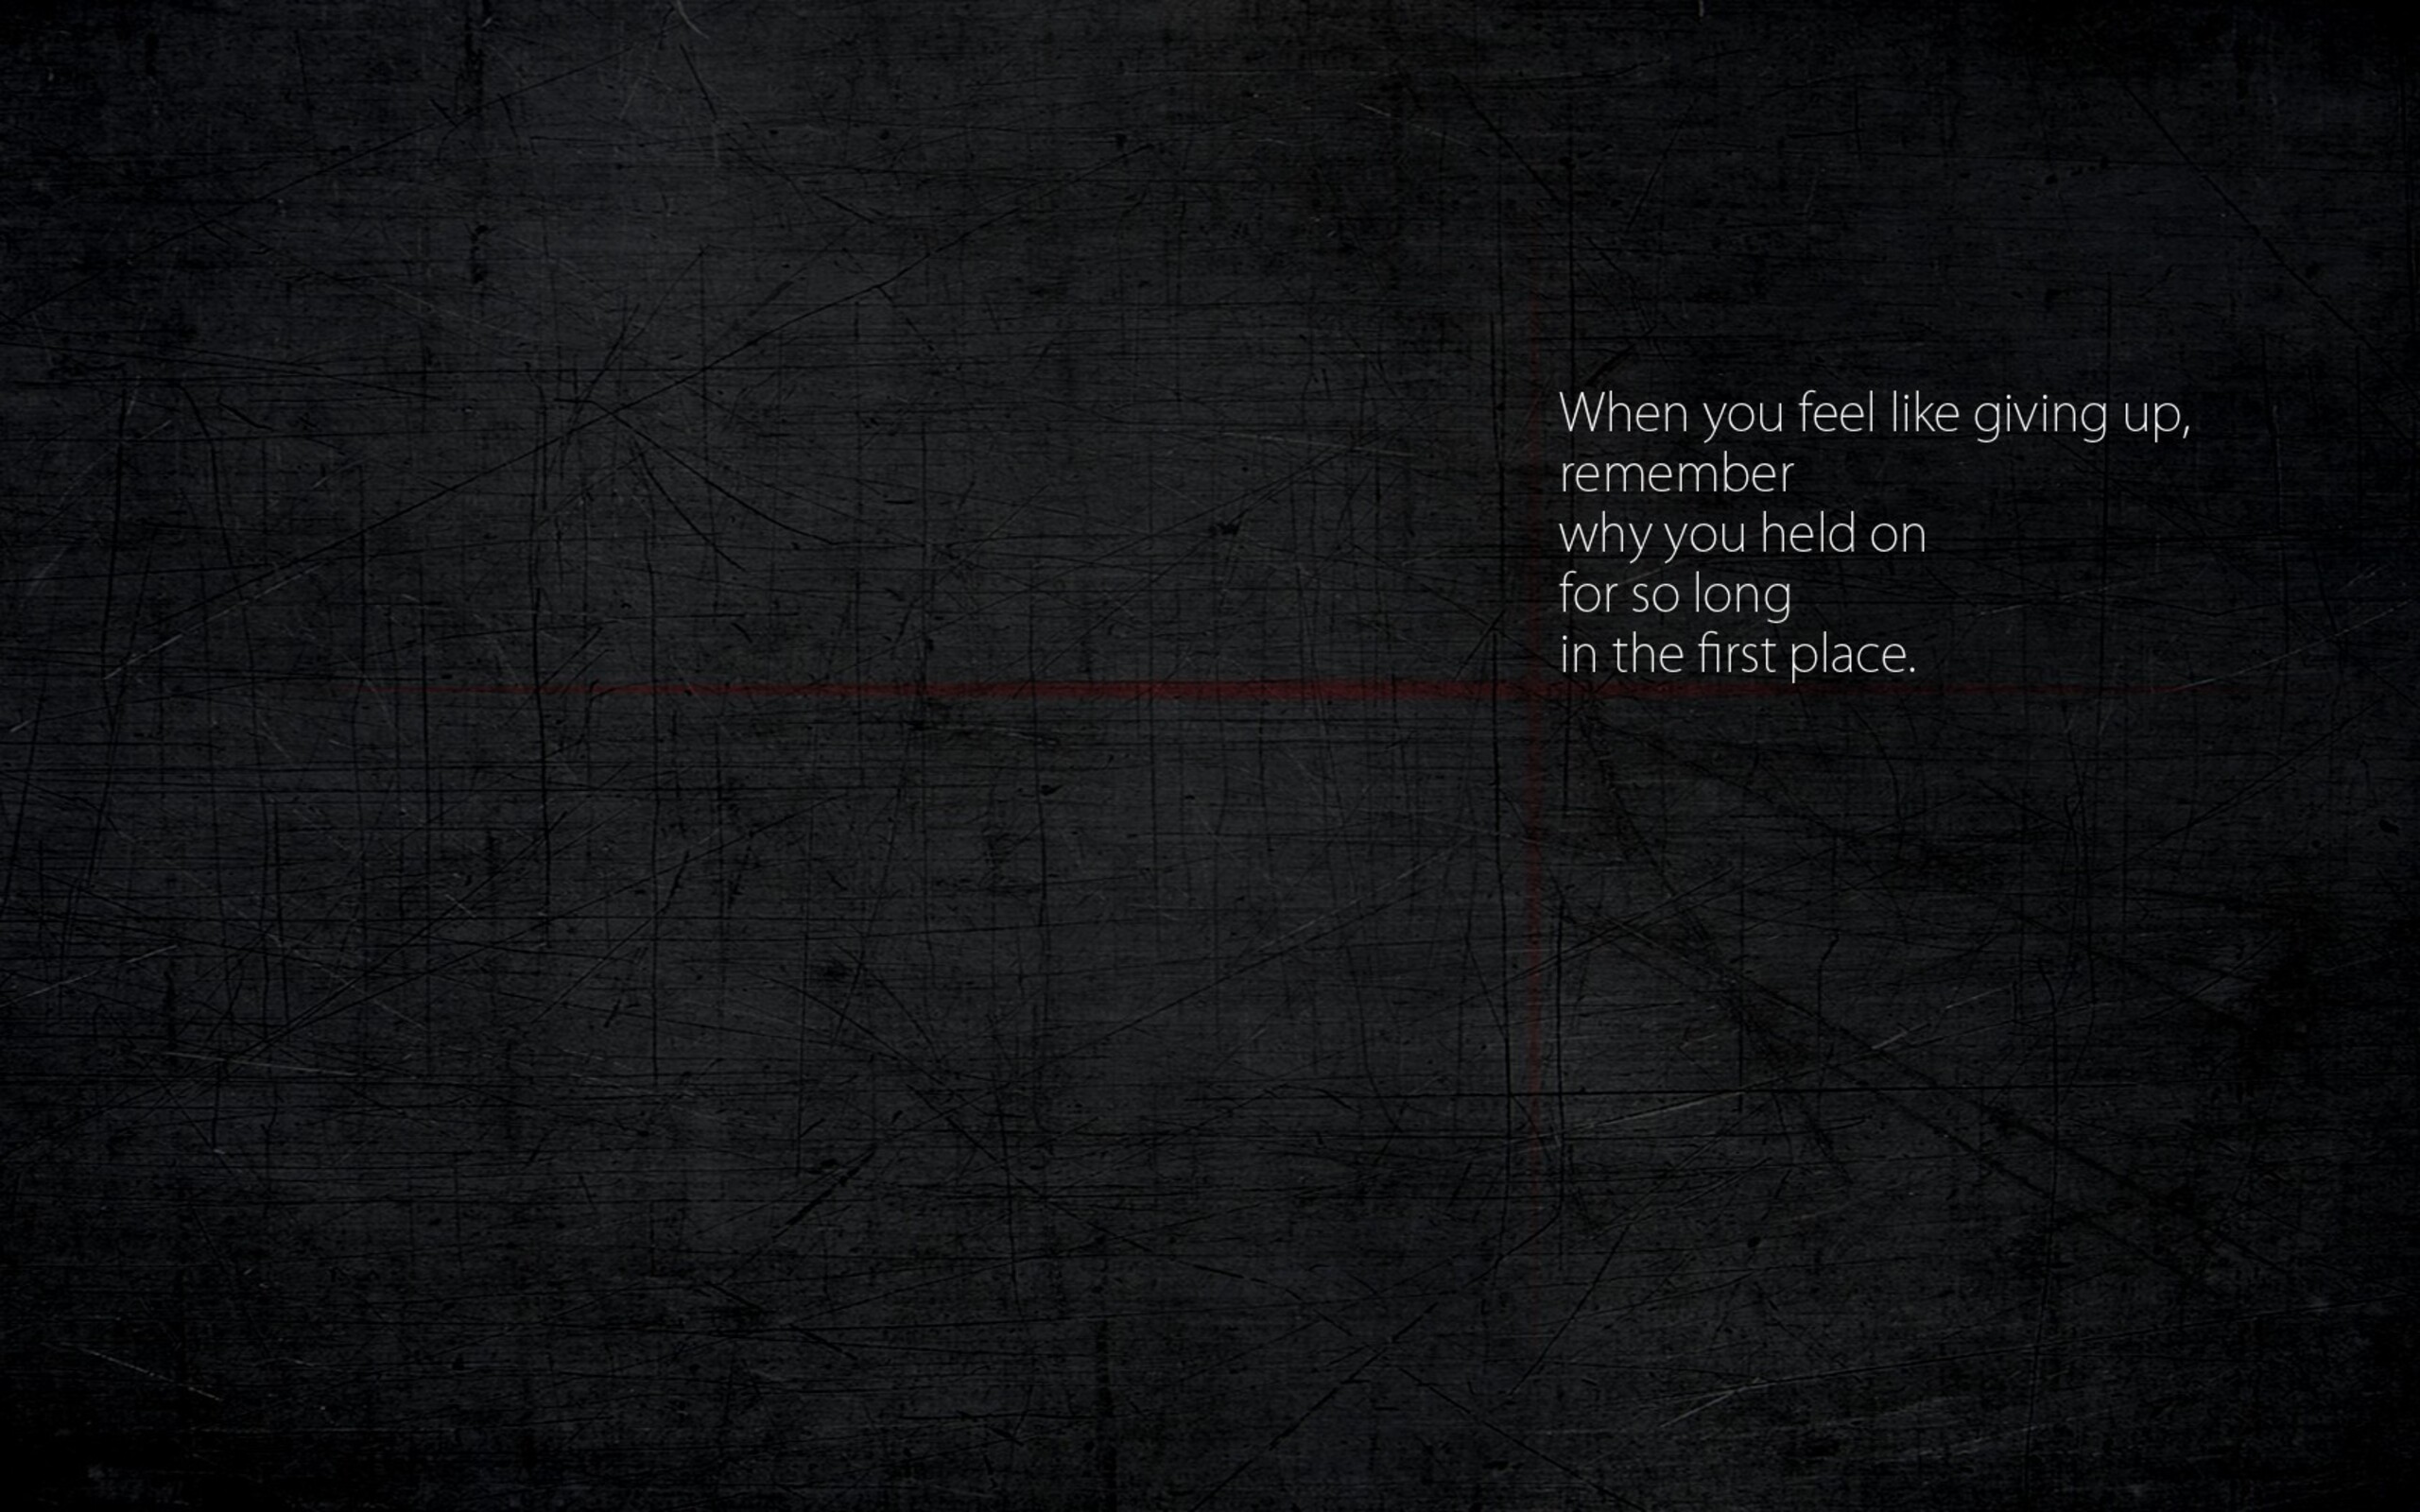 When you feel like giving up,
remember
why you held on
for so long
in the first place.